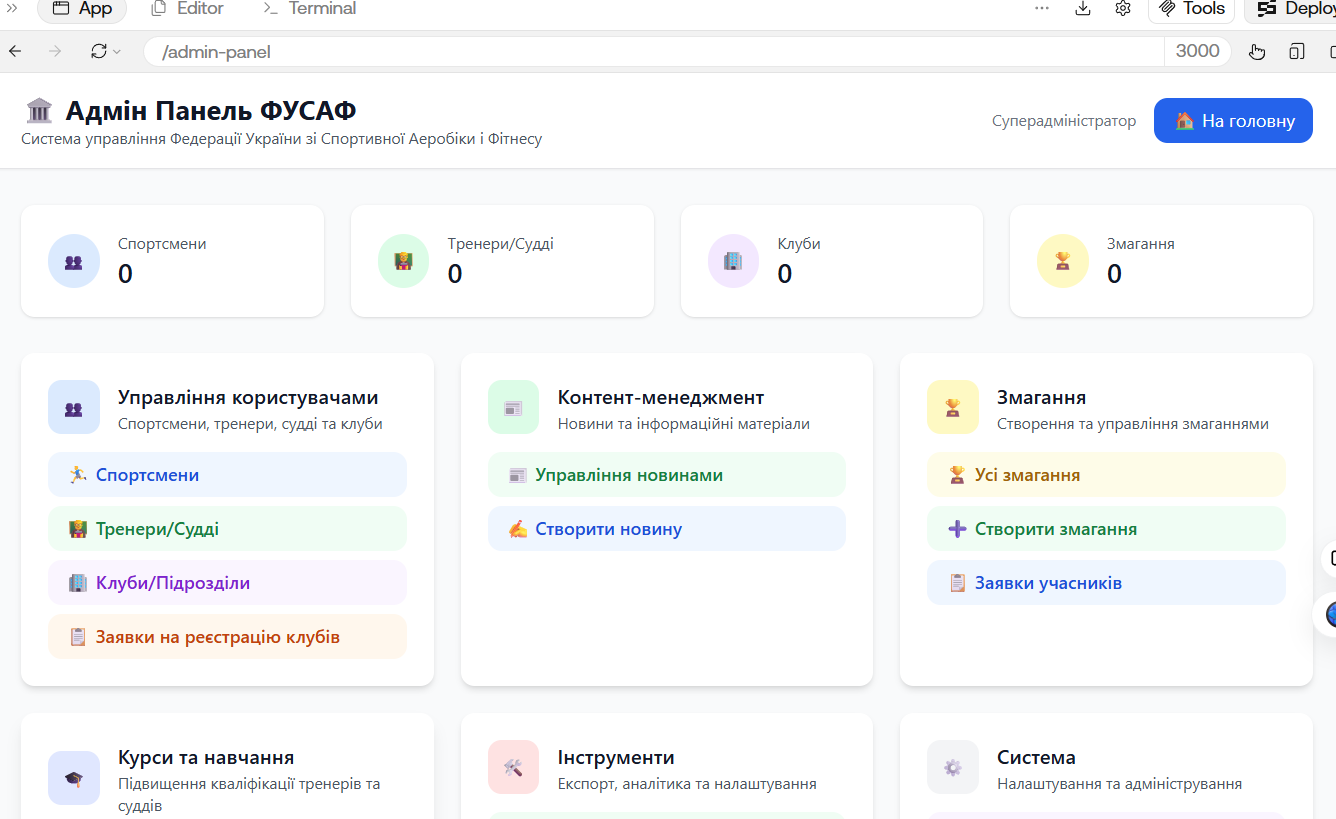 App
Editor
Terminal
Tools
Deploy
/admin-panel
3000
Адмін Панель ФУСАФ
Система управління Федерації України зі Спортивної Аеробіки і Фітнесу
Суперадміністратор
На головну
Спортсмени
0
Тренери/Судді
0
Клуби
0
Змагання
0
Управління користувачами
Спортсмени, тренери, судді та клуби
Спортсмени
Тренери/Судді
Клуби/Підрозділи
Заявки на реєстрацію клубів
Контент-менеджмент
Новини та інформаційні матеріали
Управління новинами
Створити новину
Змагання
Створення та управління змаганнями
Усі змагання
Створити змагання
Заявки учасників
Курси та навчання
Підвищення кваліфікації тренерів та
суддів
Інструменти
Експорт, аналітика та налаштування
Система
Налаштування та адміністрування